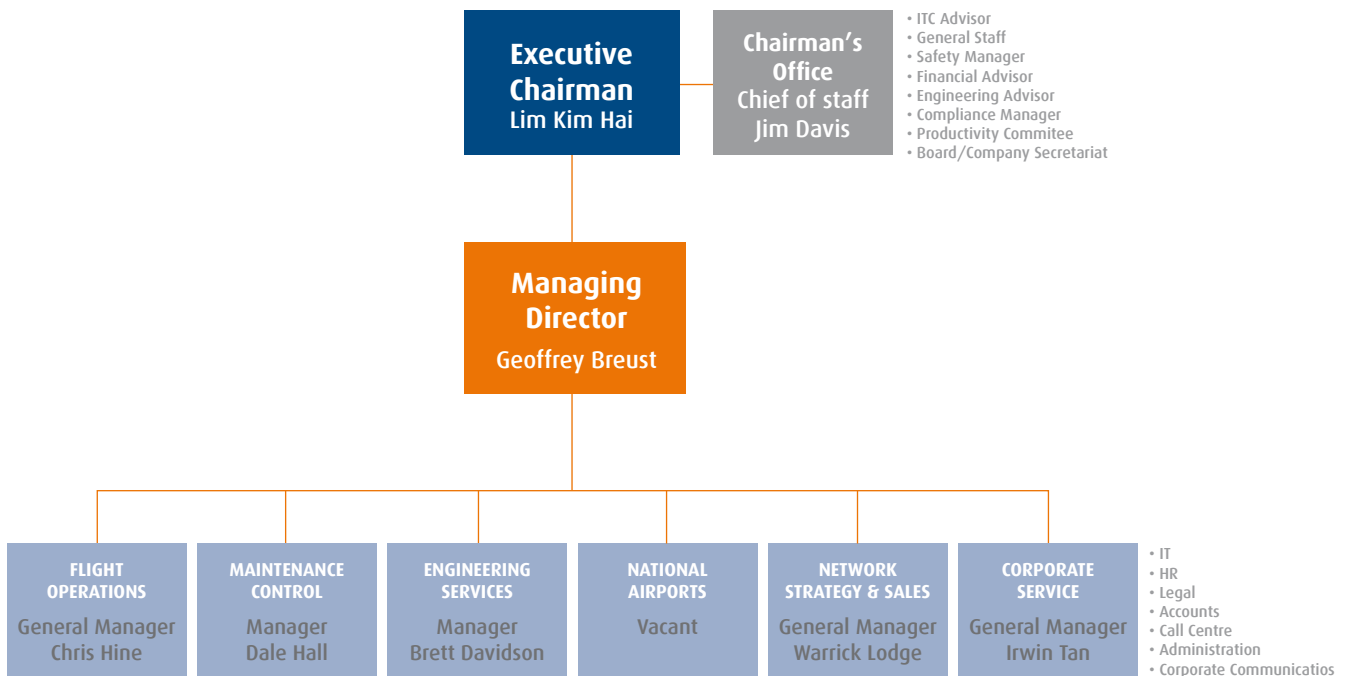 Executive
Chairman
Lim Kim Hai
Chairman's
Office
Chief of staff
Jim Davis
• ITC Advisor
• General Staff
• Safety Manager
• Financial Advisor
• Engineering Advisor
• Compliance Manager
• Productivity Commitee
• Board/Company Secretariat
Managing
Director
Geoffrey Breust
FLIGHT
OPERATIONS
General Manager
Chris Hine
MAINTENANCE
CONTROL
Manager
Dale Hall
ENGINEERING
SERVICES
Manager
Brett Davidson
NATIONAL
AIRPORTS
Vacant
NETWORK
STRATEGY & SALES
General Manager
Warrick Lodge
CORPORATE
SERVICE
General Manager
Irwin Tan
• IT
• HR
• Legal
• Accounts
• Call Centre
• Administration
• Corporate Communicatios